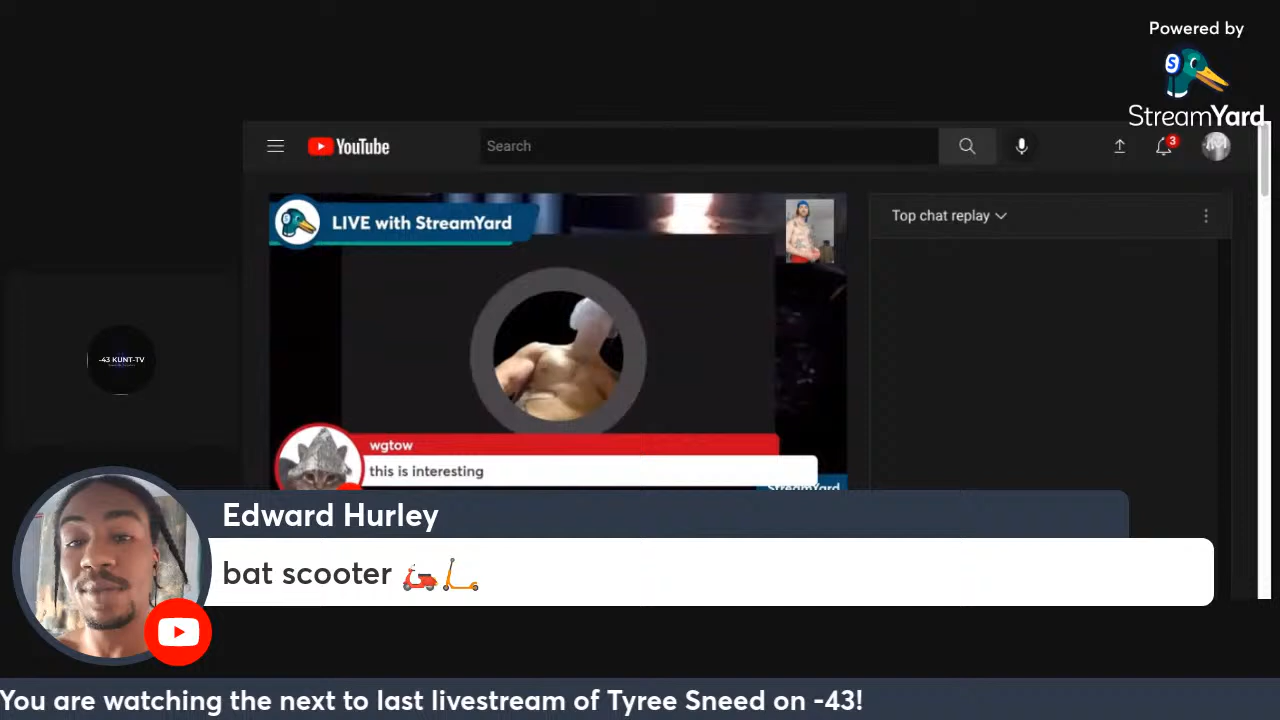 Powered by
StreamYard
YouTube
Search
3
LIVE with StreamYard
Top chat replay
-43 KUNT-TV
wgtow
this is interesting
StreamYard
Edward Hurley
bat scooter 🛵🛴
You are watching the next to last livestream of Tyree Sneed on -43!